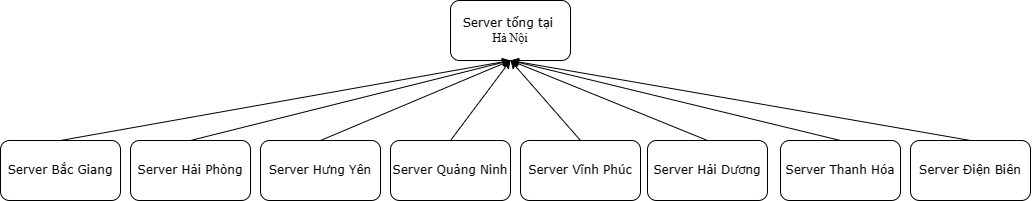 Server tổng tại
Hà Nội
Server Bắc Giang
Server Hải Phòng
Server Hưng Yên
Server Quảng Ninh
Server Vĩnh Phúc
Server Hải Dương
Server Thanh Hóa
Server Điện Biên